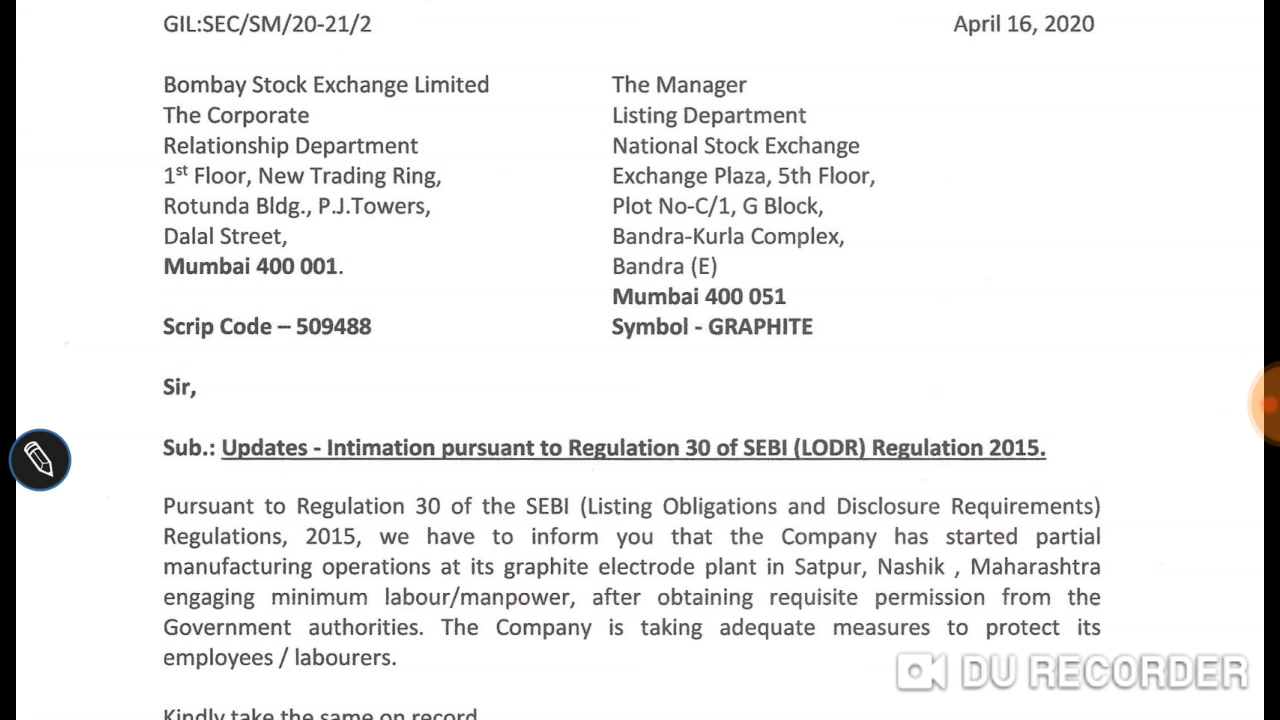 GIL:SEC/SM/20-21/2
April 16, 2020
Bombay Stock Exchange Limited
The Corporate
Relationship Department
1st Floor, New Trading Ring,
Rotunda Bldg., P.J.Towers,
Dalal Street,
Mumbai 400 001.
Scrip Code – 509488
The Manager
Listing Department
National Stock Exchange
Exchange Plaza, 5th Floor,
Plot No-C/1, G Block,
Bandra-Kurla Complex,
Bandra (E)
Mumbai 400 051
Symbol - GRAPHITE
Sir,
Sub.: Updates - Intimation pursuant to Regulation 30 of SEBI (LODR) Regulation 2015.
Pursuant to Regulation 30 of the SEBI (Listing Obligations and Disclosure Requirements)
Regulations, 2015, we have to inform you that the Company has started partial
manufacturing operations at its graphite electrode plant in Satpur, Nashik , Maharashtra
engaging minimum labour/manpower, after obtaining requisite permission from the
Government authorities. The Company is taking adequate measures to protect its
employees / labourers.
Kindly take the same on record
DU RECORDER